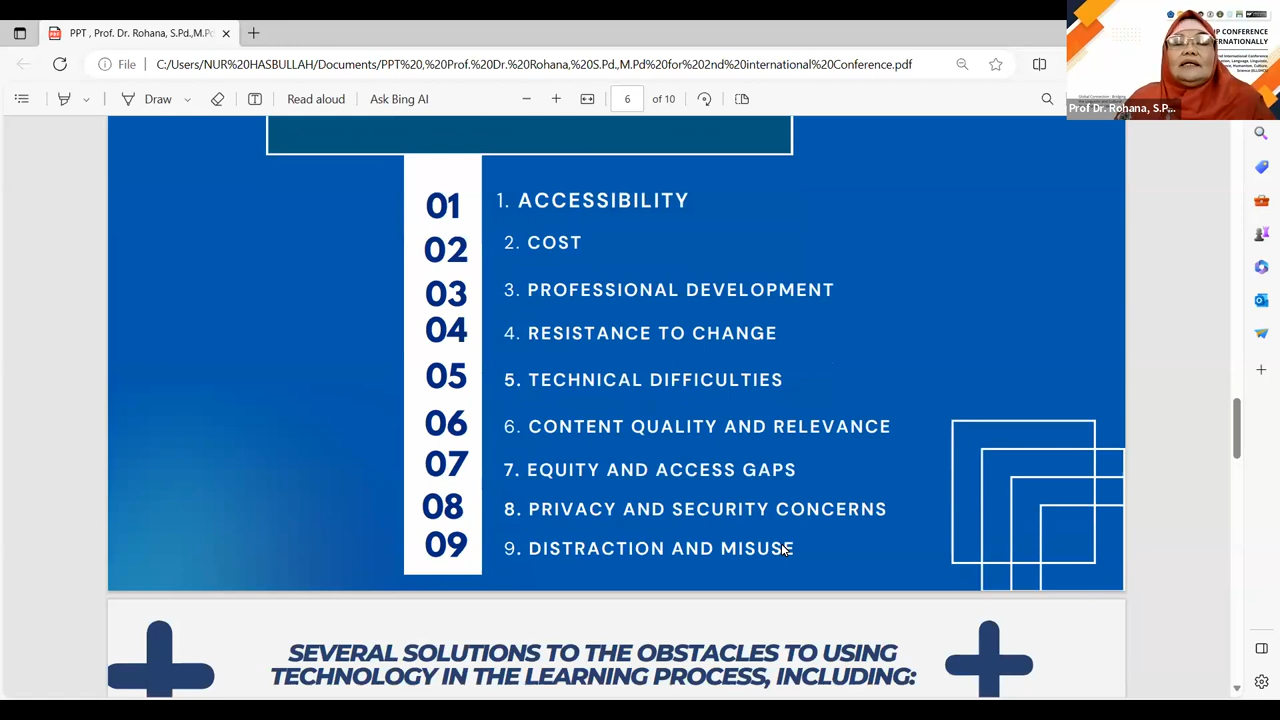 PPT , Prof. Dr. Rohana, S.Pd.,M.Pd
File C:/Users/NUR%20HASBULLAH/Documents/PPT%20,%20Prof.%20Dr.%20Rohana,%20S.Pd.,M.Pd%20for%202nd%20international%20Conference.pdf
Draw Read aloud Ask Bing AI 6 of 10
IP CONFERENCE
TERNATIONALLY
Prof Dr. Rohana, S.P...
01 1. ACCESSIBILITY
02 2. COST
03 3. PROFESSIONAL DEVELOPMENT
04 4. RESISTANCE TO CHANGE
05 5. TECHNICAL DIFFICULTIES
06 6. CONTENT QUALITY AND RELEVANCE
07 7. EQUITY AND ACCESS GAPS
08 8. PRIVACY AND SECURITY CONCERNS
09 9. DISTRACTION AND MISUSE
SEVERAL SOLUTIONS TO THE OBSTACLES TO USING
TECHNOLOGY IN THE LEARNING PROCESS, INCLUDING: